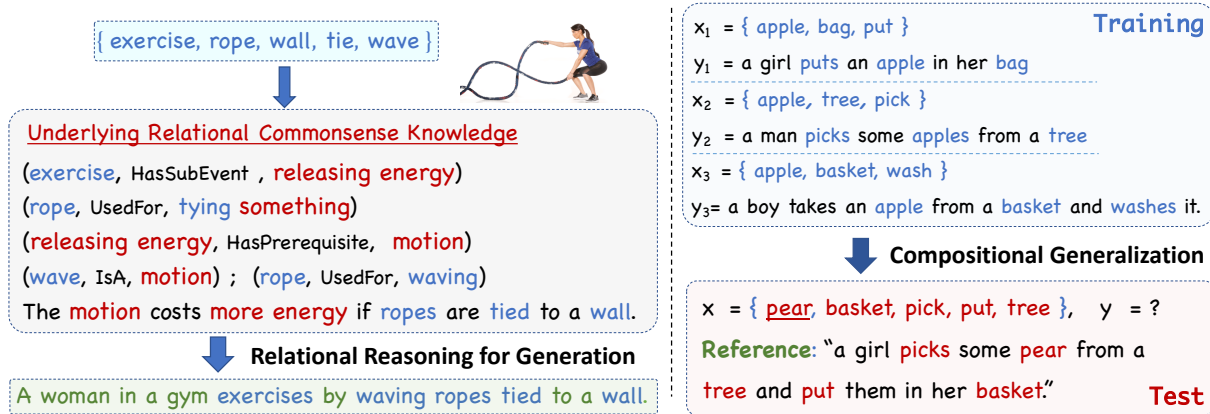 { exercise, rope, wall, tie, wave }
Underlying Relational Commonsense Knowledge
(exercise, HasSubEvent , releasing energy)
(rope, UsedFor, tying something)
(releasing energy, HasPrerequisite, motion)
(wave, IsA, motion) ; (rope, UsedFor, waving)
The motion costs more energy if ropes are tied to a wall.
Relational Reasoning for Generation
A woman in a gym exercises by waving ropes tied to a wall.
Training
x₁ = { apple, bag, put }
y₁ = a girl puts an apple in her bag
x₂ = { apple, tree, pick }
y₂ = a man picks some apples from a tree
x₃ = { apple, basket, wash }
y₃= a boy takes an apple from a basket and washes it.
Compositional Generalization
x = { pear, basket, pick, put, tree }, y = ?
Reference: “a girl picks some pear from a
tree and put them in her basket.”
Test